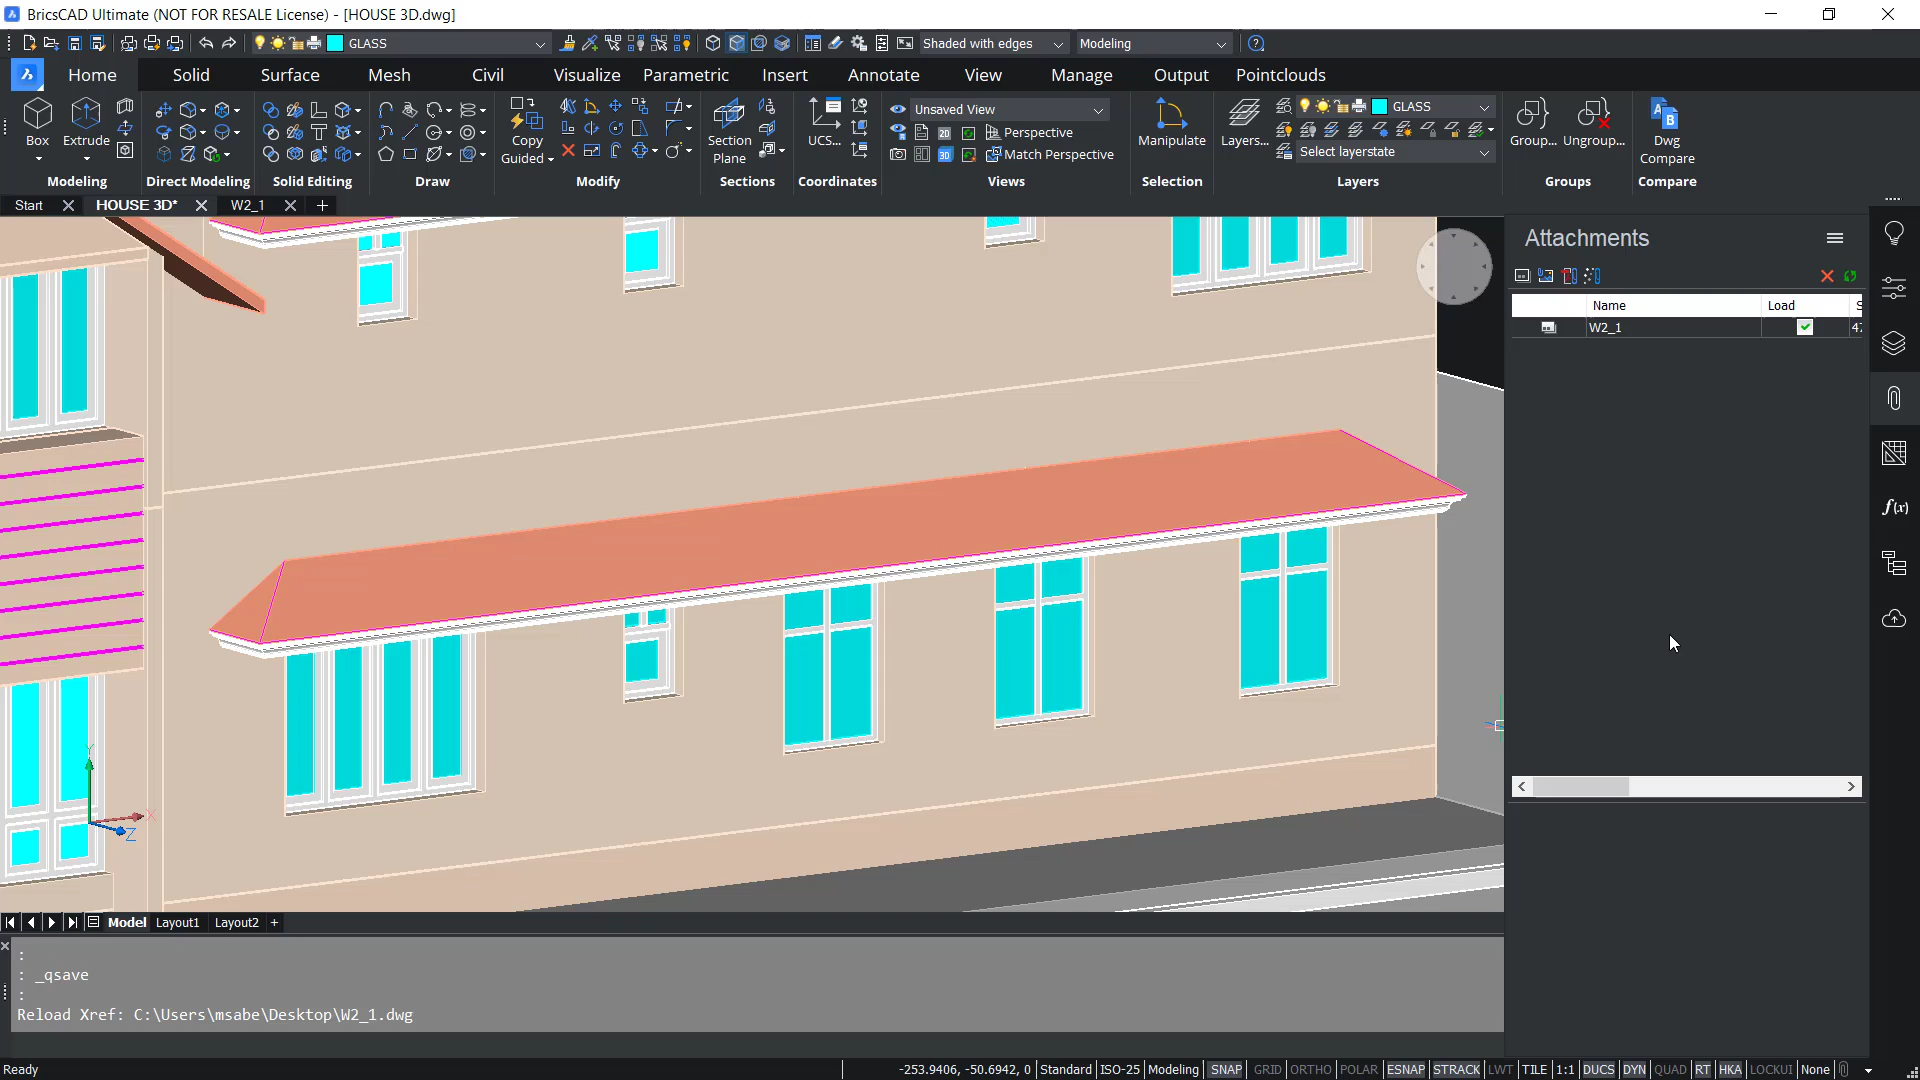 BricsCAD Ultimate (NOT FOR RESALE License) - [HOUSE 3D.dwg]
GLASS
Shaded with edges
Modeling
Home
Solid
Surface
Mesh
Civil
Visualize
Parametric
Insert
Annotate
View
Manage
Output
Pointclouds
Box
Extrude
Copy
Guided
Section
Plane
UCS...
Unsaved View
Perspective
Match Perspective
Manipulate
Layers...
GLASS
Select layerstate
Group...
Ungroup...
Dwg
Compare
Modeling
Direct Modeling
Solid Editing
Draw
Modify
Sections
Coordinates
Views
Selection
Layers
Groups
Compare
Start
HOUSE 3D*
W2_1
Attachments
Name
Load
S
W2_1
47
f(x)
Y
X
Z
Model
Layout1
Layout2
+
:
: _qsave
:
Reload Xref: C:\Users\msabe\Desktop\W2_1.dwg
Ready
-253.9406, -50.6942, 0
Standard
ISO-25
Modeling
SNAP
GRID
ORTHO
POLAR
ESNAP
STRACK
LWT
TILE
1:1
DUCS
DYN
QUAD
RT
HKA
LOCKUI
None